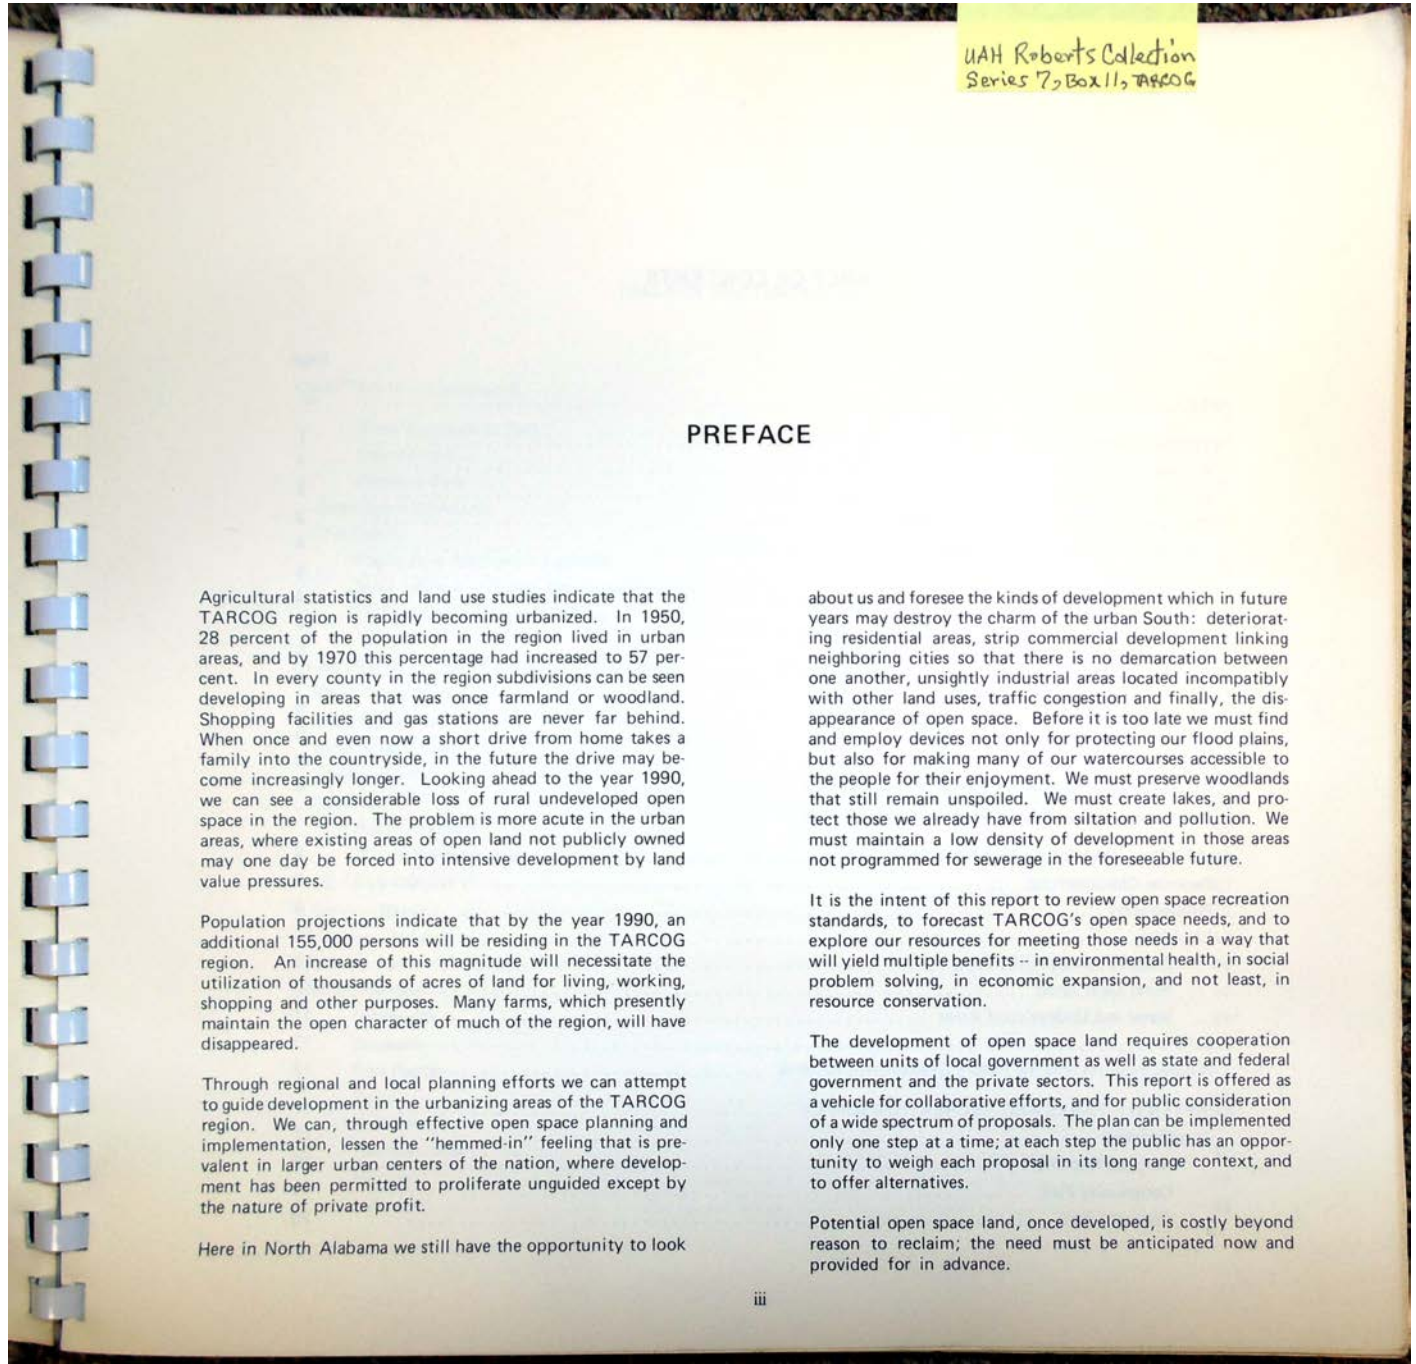 UAH Roberts Collection
Series 7, Box 11, TARCOG
PREFACE
Agricultural statistics and land use studies indicate that the
TARCOG region is rapidly becoming urbanized. In 1950,
28 percent of the population in the region lived in urban
areas, and by 1970 this percentage had increased to 57 per-
cent. In every county in the region subdivisions can be seen
developing in areas that was once farmland or woodland.
Shopping facilities and gas stations are never far behind.
When once and even now a short drive from home takes a
family into the countryside, in the future the drive may be-
come increasingly longer. Looking ahead to the year 1990,
we can see a considerable loss of rural undeveloped open
space in the region. The problem is more acute in the urban
areas, where existing areas of open land not publicly owned
may one day be forced into intensive development by land
value pressures.
Population projections indicate that by the year 1990, an
additional 155,000 persons will be residing in the TARCOG
region. An increase of this magnitude will necessitate the
utilization of thousands of acres of land for living, working,
shopping and other purposes. Many farms, which presently
maintain the open character of much of the region, will have
disappeared.
Through regional and local planning efforts we can attempt
to guide development in the urbanizing areas of the TARCOG
region. We can, through effective open space planning and
implementation, lessen the "hemmed-in" feeling that is pre-
valent in larger urban centers of the nation, where develop-
ment has been permitted to proliferate unguided except by
the nature of private profit.
Here in North Alabama we still have the opportunity to look
about us and foresee the kinds of development which in future
years may destroy the charm of the urban South: deteriorat-
ing residential areas, strip commercial development linking
neighboring cities so that there is no demarcation between
one another, unsightly industrial areas located incompatibly
with other land uses, traffic congestion and finally, the dis-
appearance of open space. Before it is too late we must find
and employ devices not only for protecting our flood plains,
but also for making many of our watercourses accessible to
the people for their enjoyment. We must preserve woodlands
that still remain unspoiled. We must create lakes, and pro-
tect those we already have from siltation and pollution. We
must maintain a low density of development in those areas
not programmed for sewerage in the foreseeable future.
It is the intent of this report to review open space recreation
standards, to forecast TARCOG's open space needs, and to
explore our resources for meeting those needs in a way that
will yield multiple benefits -- in environmental health, in social
problem solving, in economic expansion, and not least, in
resource conservation.
The development of open space land requires cooperation
between units of local government as well as state and federal
government and the private sectors. This report is offered as
a vehicle for collaborative efforts, and for public consideration
of a wide spectrum of proposals. The plan can be implemented
only one step at a time; at each step the public has an oppor-
tunity to weigh each proposal in its long range context, and
to offer alternatives.
Potential open space land, once developed, is costly beyond
reason to reclaim; the need must be anticipated now and
provided for in advance.
iii